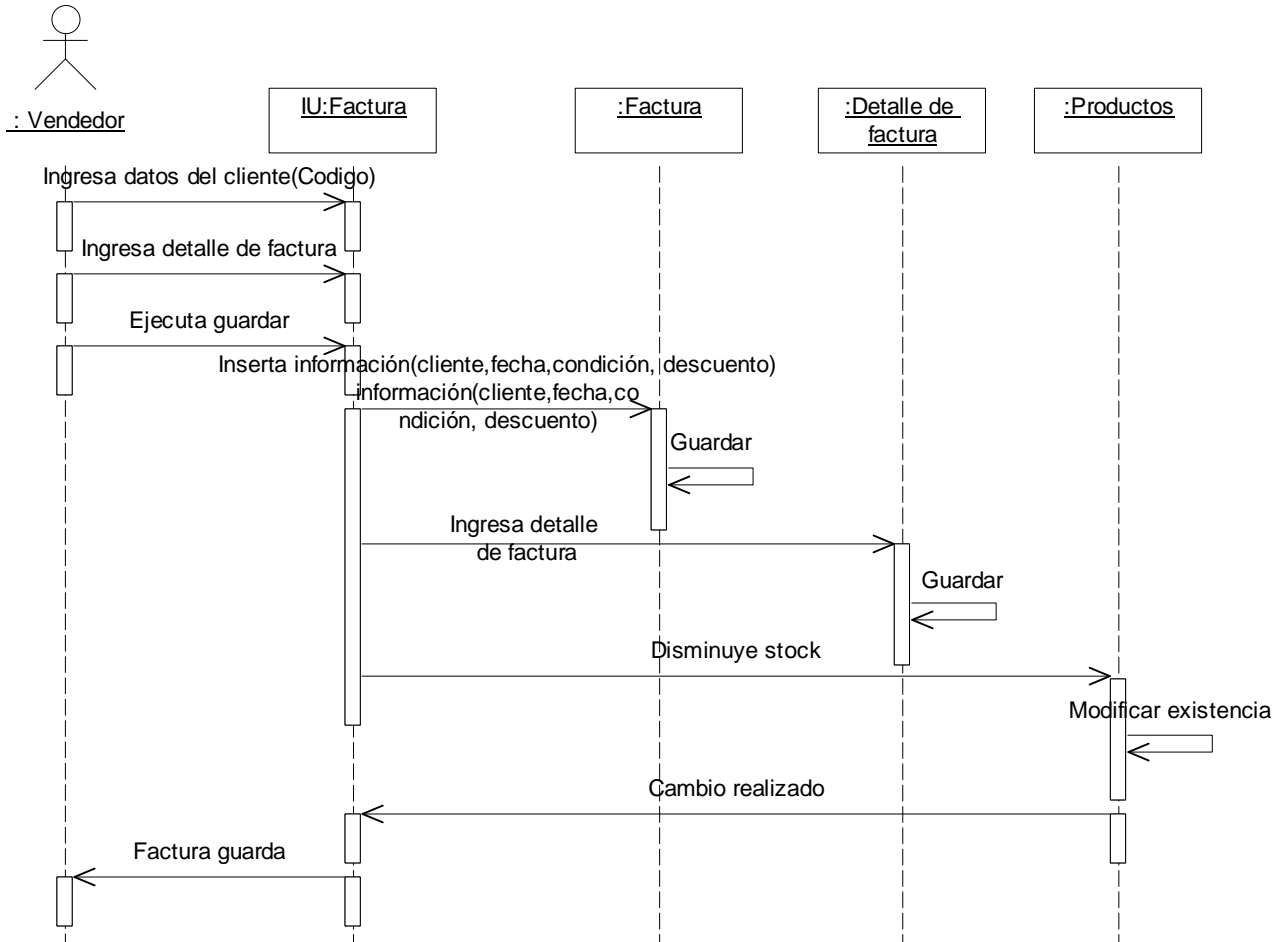 : Vendedor
IU:Factura
:Factura
:Detalle de
factura
:Productos
Ingresa datos del cliente(Codigo)
Ingresa detalle de factura
Ejecuta guardar
Inserta información(cliente,fecha,condición, descuento)
información(cliente,fecha,co
ndición, descuento)
Guardar
Ingresa detalle
de factura
Guardar
Disminuye stock
Modificar existencia
Cambio realizado
Factura guarda